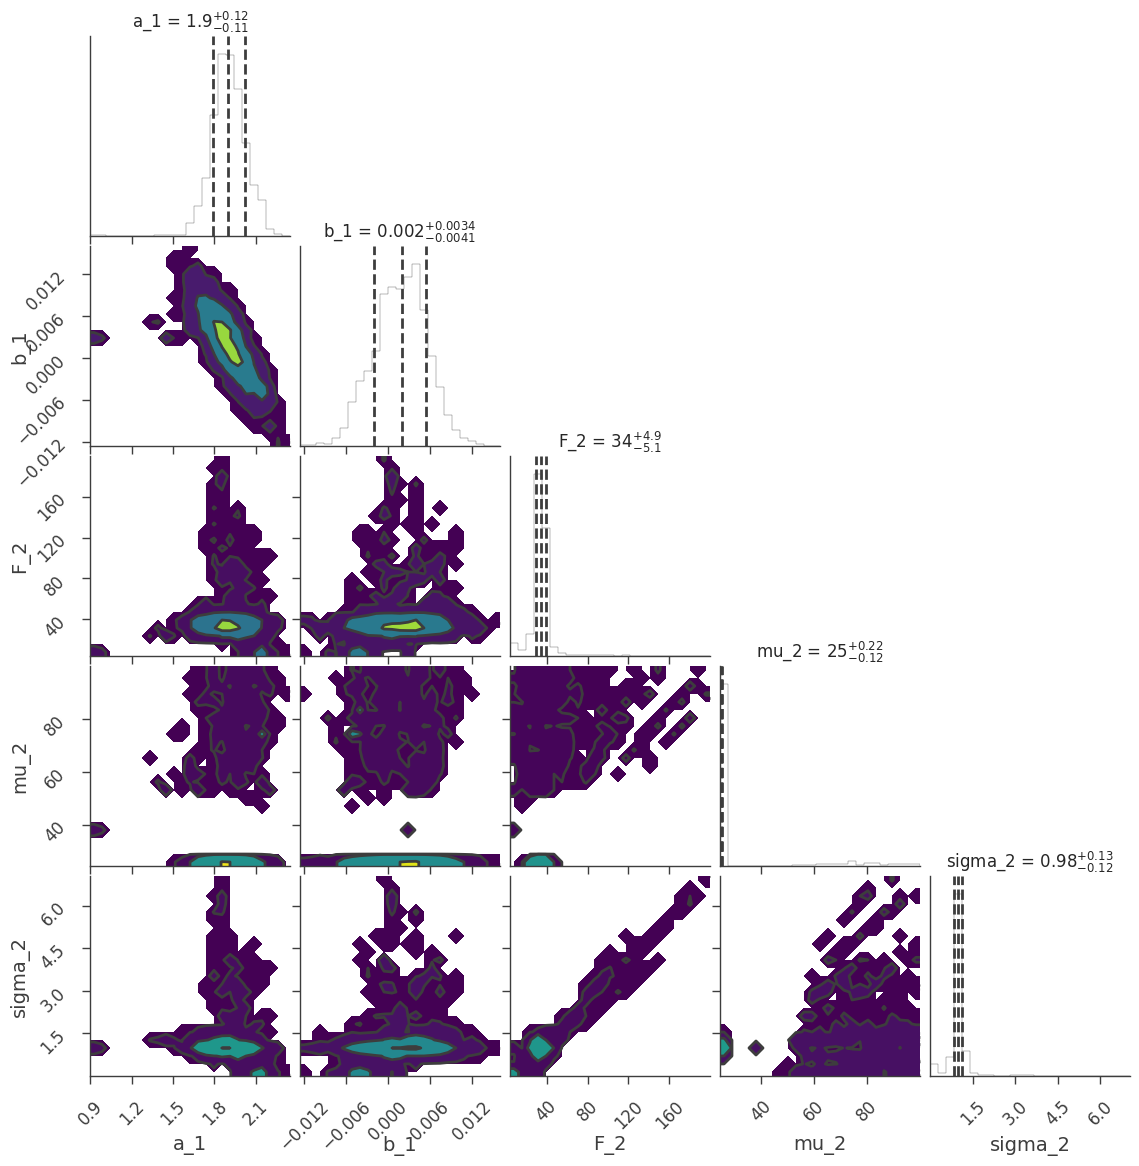 a_1 = 1.9+0.12−0.11
b_1 = 0.002+0.0034−0.0041
F_2 = 34+4.9−5.1
mu_2 = 25+0.22−0.12
sigma_2 = 0.98+0.13−0.12
b_1
0.012
0.006
0.000
−0.006
−0.012
F_2
160
120
80
40
mu_2
80
60
40
sigma_2
6.0
4.5
3.0
1.5
0.9 1.2 1.5 1.8 2.1
a_1
−0.012 −0.006 0.000 0.006 0.012
b_1
40 80 120 160
F_2
40 60 80
mu_2
1.5 3.0 4.5 6.0
sigma_2